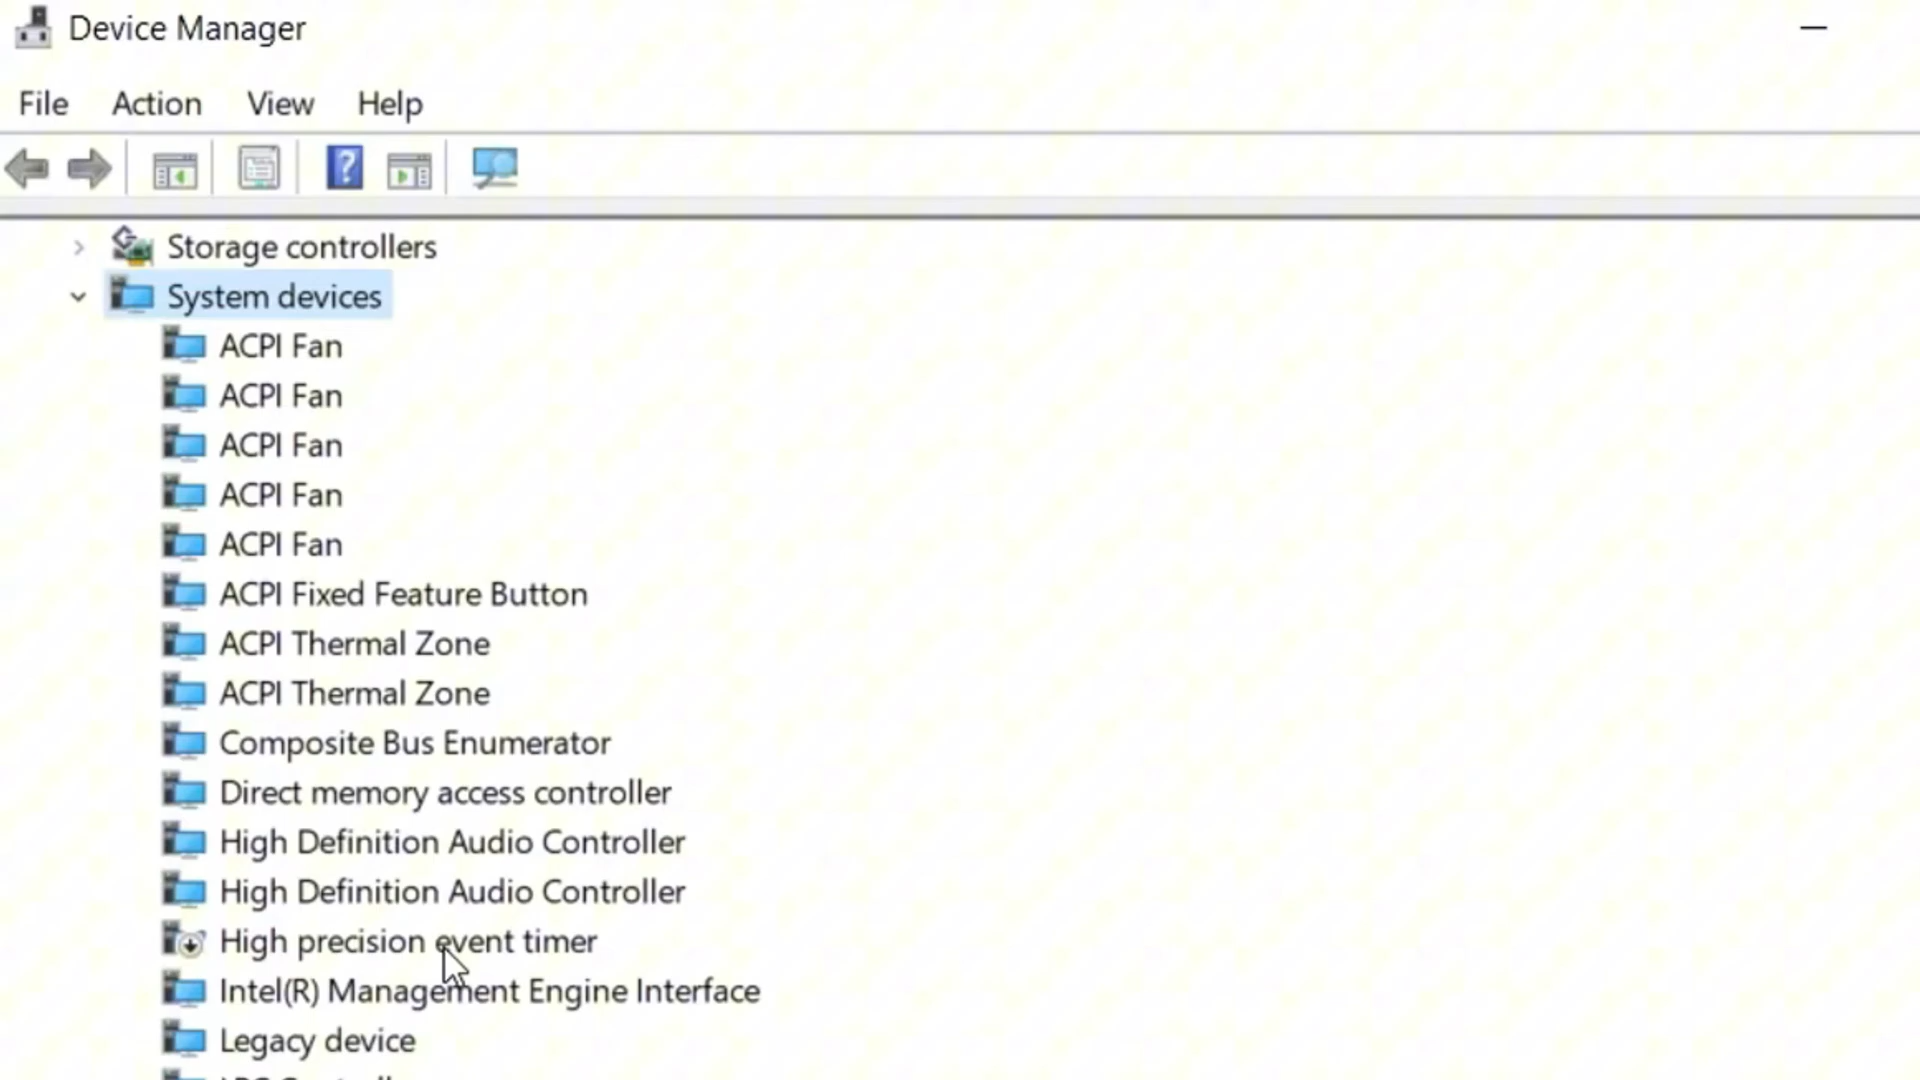 Device Manager
File Action View Help
Storage controllers
System devices
ACPI Fan
ACPI Fan
ACPI Fan
ACPI Fan
ACPI Fan
ACPI Fixed Feature Button
ACPI Thermal Zone
ACPI Thermal Zone
Composite Bus Enumerator
Direct memory access controller
High Definition Audio Controller
High Definition Audio Controller
High precision event timer
Intel(R) Management Engine Interface
Legacy device